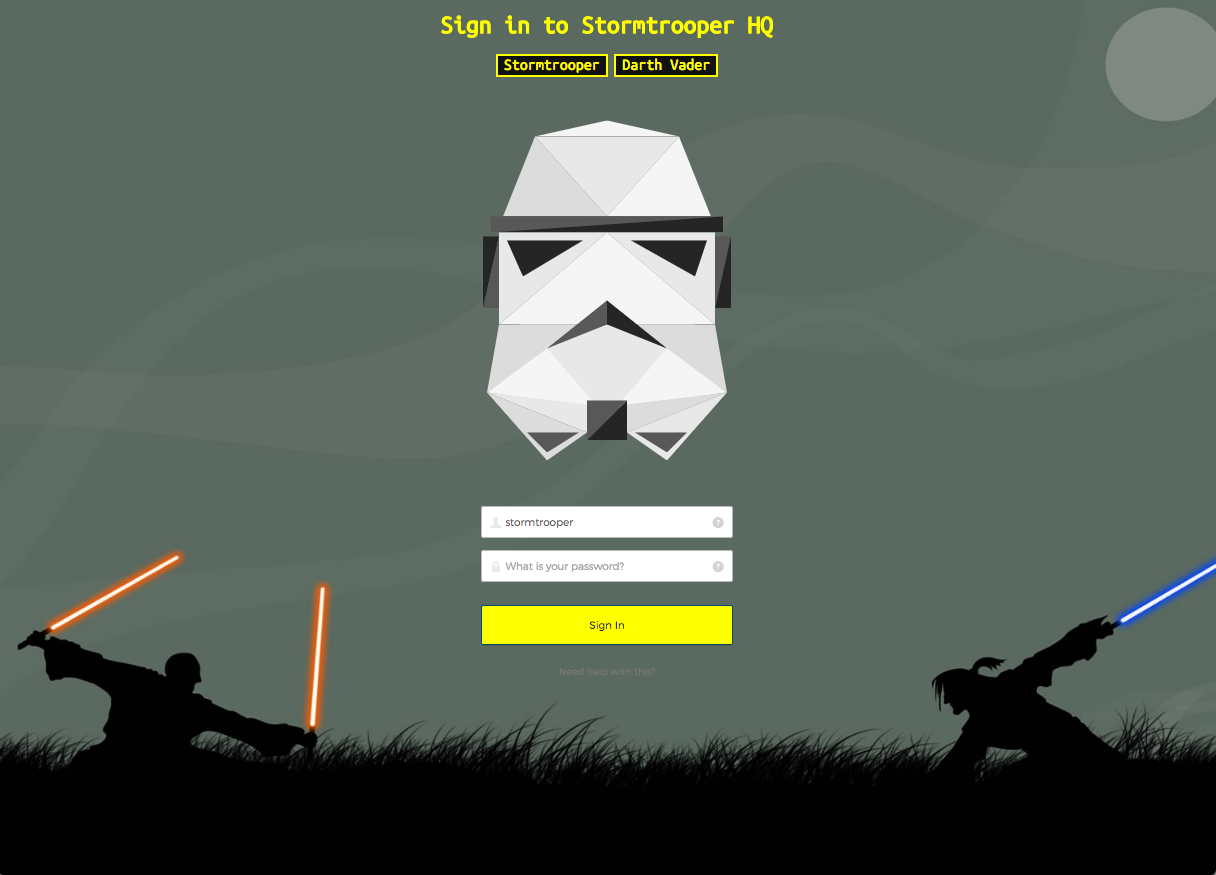 Sign in to Stormtrooper HQ
Stormtrooper Darth Vader
stormtrooper ?
What is your password? ?
Sign In
Need help with this?